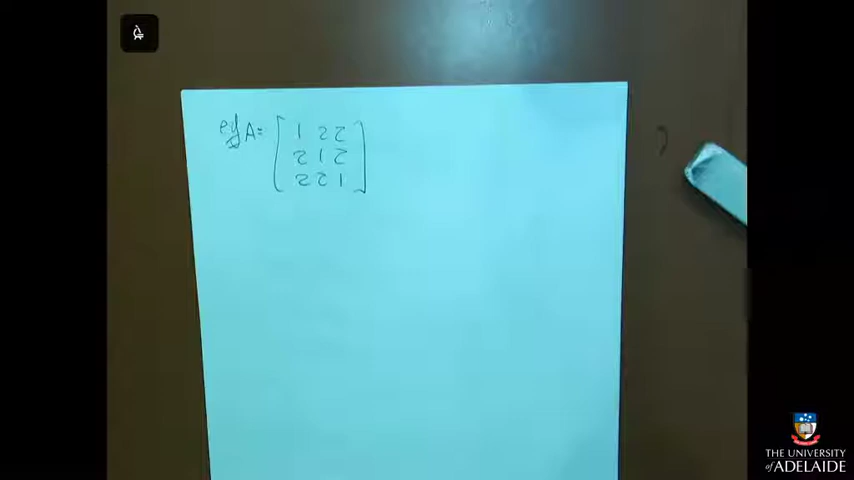 eg A = [ 1 2 2
2 1 2
2 2 1 ]
THE UNIVERSITY
of ADELAIDE